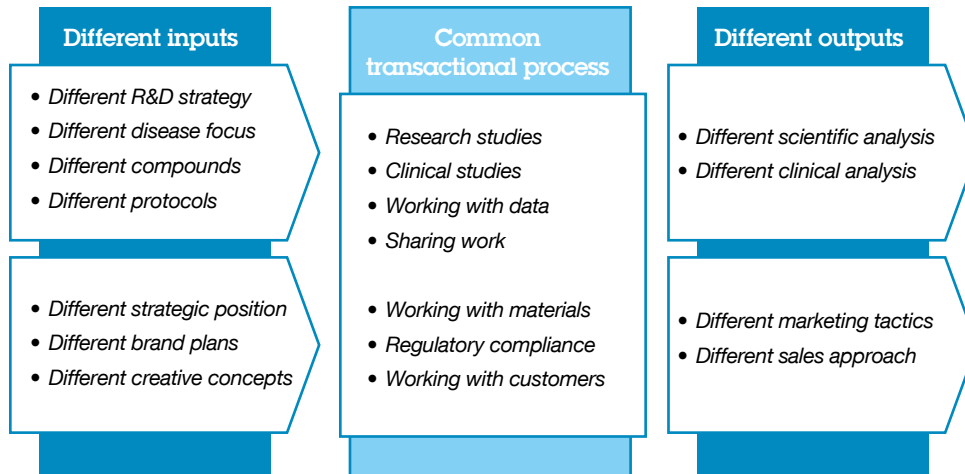 Different inputs
• Different R&D strategy
• Different disease focus
• Different compounds
• Different protocols
• Different strategic position
• Different brand plans
• Different creative concepts
Common
transactional process
• Research studies
• Clinical studies
• Working with data
• Sharing work
• Working with materials
• Regulatory compliance
• Working with customers
Different outputs
• Different scientific analysis
• Different clinical analysis
• Different marketing tactics
• Different sales approach